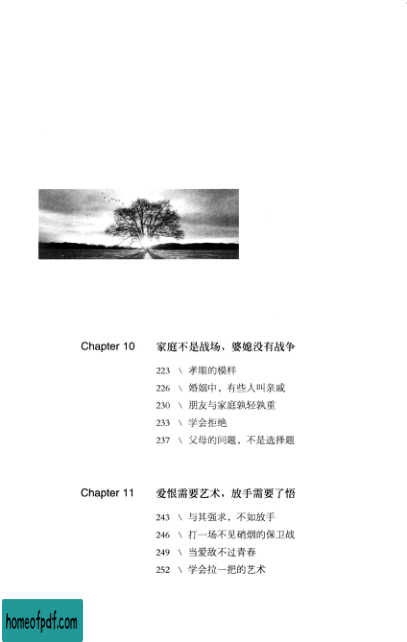 Chapter 10 家庭不是战场，婆媳没有战争
223 \ 孝顺的模样
226 \ 婚姻中，有些人叫亲戚
230 \ 朋友与家庭孰轻孰重
233 \ 学会拒绝
237 \ 父母的问题，不是选择题
Chapter 11 爱恨需要艺术，放手需要了悟
243 \ 与其强求，不如放手
246 \ 打一场不见硝烟的保卫战
249 \ 当爱敌不过青春
252 \ 学会拉一把的艺术
homeofpdf.com